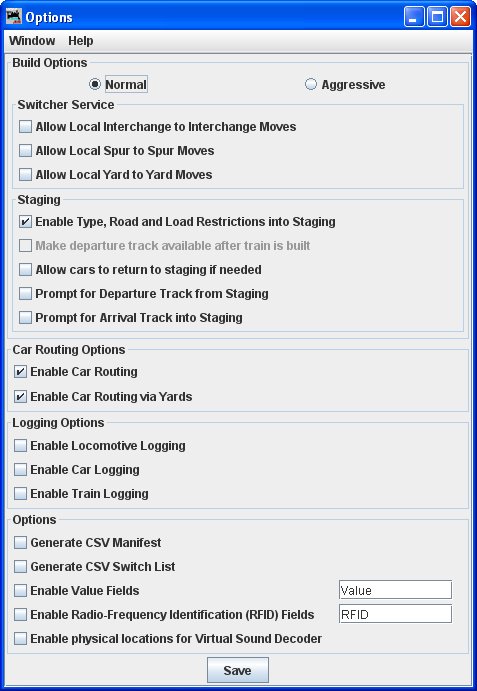 Options
Window Help
Build Options
Normal Aggressive
Switcher Service
Allow Local Interchange to Interchange Moves
Allow Local Spur to Spur Moves
Allow Local Yard to Yard Moves
Staging
Enable Type, Road and Load Restrictions into Staging
Make departure track available after train is built
Allow cars to return to staging if needed
Prompt for Departure Track from Staging
Prompt for Arrival Track into Staging
Car Routing Options
Enable Car Routing
Enable Car Routing via Yards
Logging Options
Enable Locomotive Logging
Enable Car Logging
Enable Train Logging
Options
Generate CSV Manifest
Generate CSV Switch List
Enable Value Fields Value
Enable Radio-Frequency Identification (RFID) Fields RFID
Enable physical locations for Virtual Sound Decoder
Save